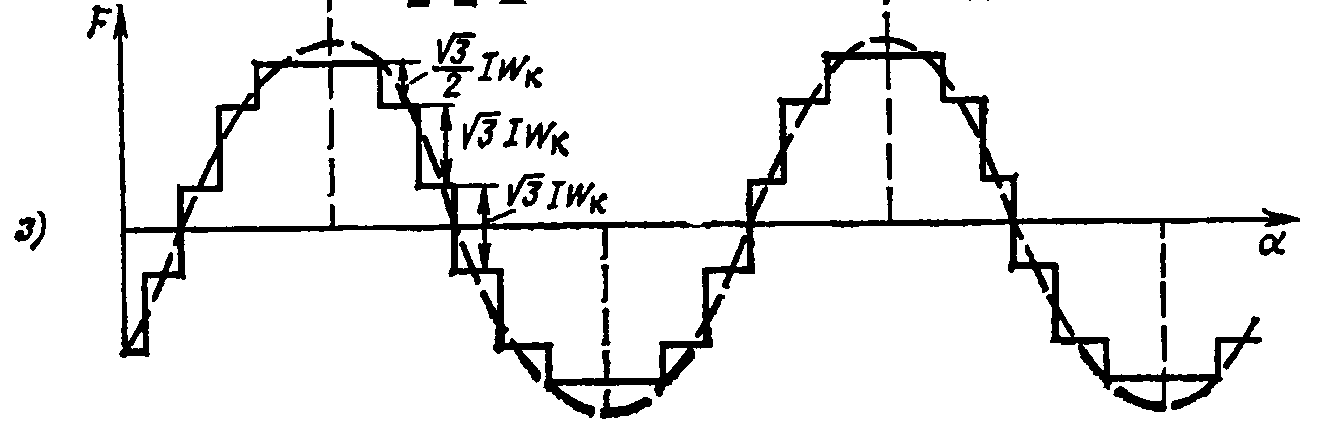 F
√3/2 IWк
√3 IWк
√3 IWк
з)
α